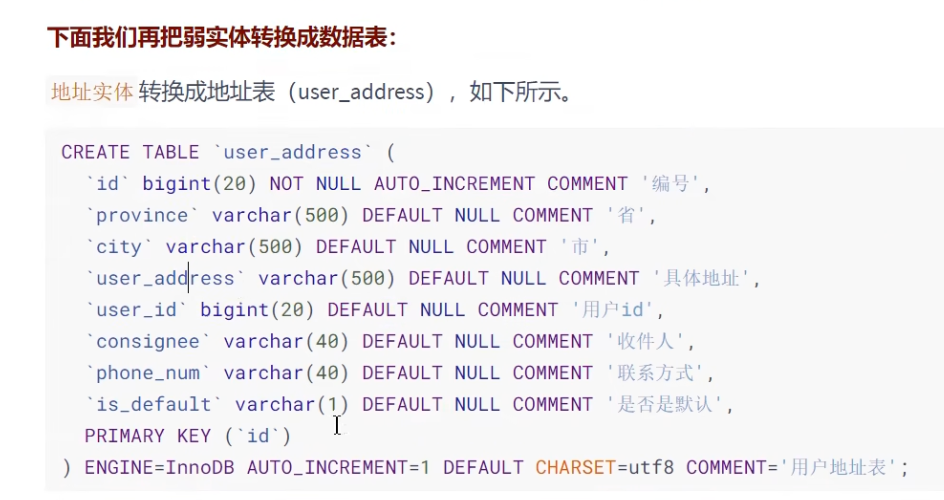 下面我们再把弱实体转换成数据表：
地址实体 转换成地址表（user_address），如下所示。
CREATE TABLE `user_address` (
`id` bigint(20) NOT NULL AUTO_INCREMENT COMMENT '编号',
`province` varchar(500) DEFAULT NULL COMMENT '省',
`city` varchar(500) DEFAULT NULL COMMENT '市',
`user_address` varchar(500) DEFAULT NULL COMMENT '具体地址',
`user_id` bigint(20) DEFAULT NULL COMMENT '用户id',
`consignee` varchar(40) DEFAULT NULL COMMENT '收件人',
`phone_num` varchar(40) DEFAULT NULL COMMENT '联系方式',
`is_default` varchar(1) DEFAULT NULL COMMENT '是否是默认',
PRIMARY KEY (`id`)
) ENGINE=InnoDB AUTO_INCREMENT=1 DEFAULT CHARSET=utf8 COMMENT='用户地址表';